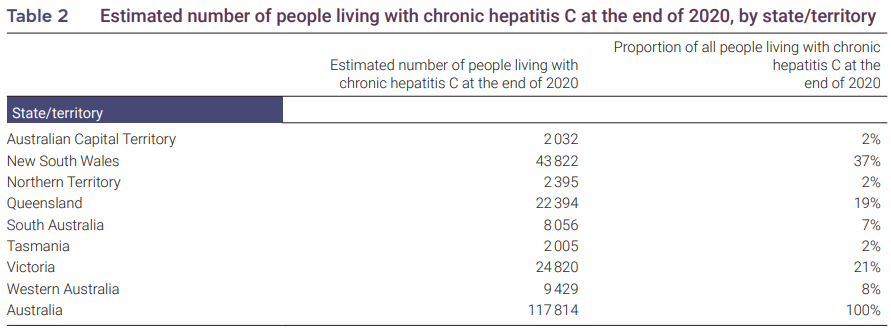 Table 2 Estimated number of people living with chronic hepatitis C at the end of 2020, by state/territory
Estimated number of people living with chronic hepatitis C at the end of 2020
Proportion of all people living with chronic hepatitis C at the end of 2020
State/territory
Australian Capital Territory 2 032 2%
New South Wales 43 822 37%
Northern Territory 2 395 2%
Queensland 22 394 19%
South Australia 8 056 7%
Tasmania 2 005 2%
Victoria 24 820 21%
Western Australia 9 429 8%
Australia 117 814 100%